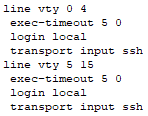 line vty 0 4
 exec-timeout 5 0
 login local
 transport input ssh
line vty 5 15
 exec-timeout 5 0
 login local
 transport input ssh